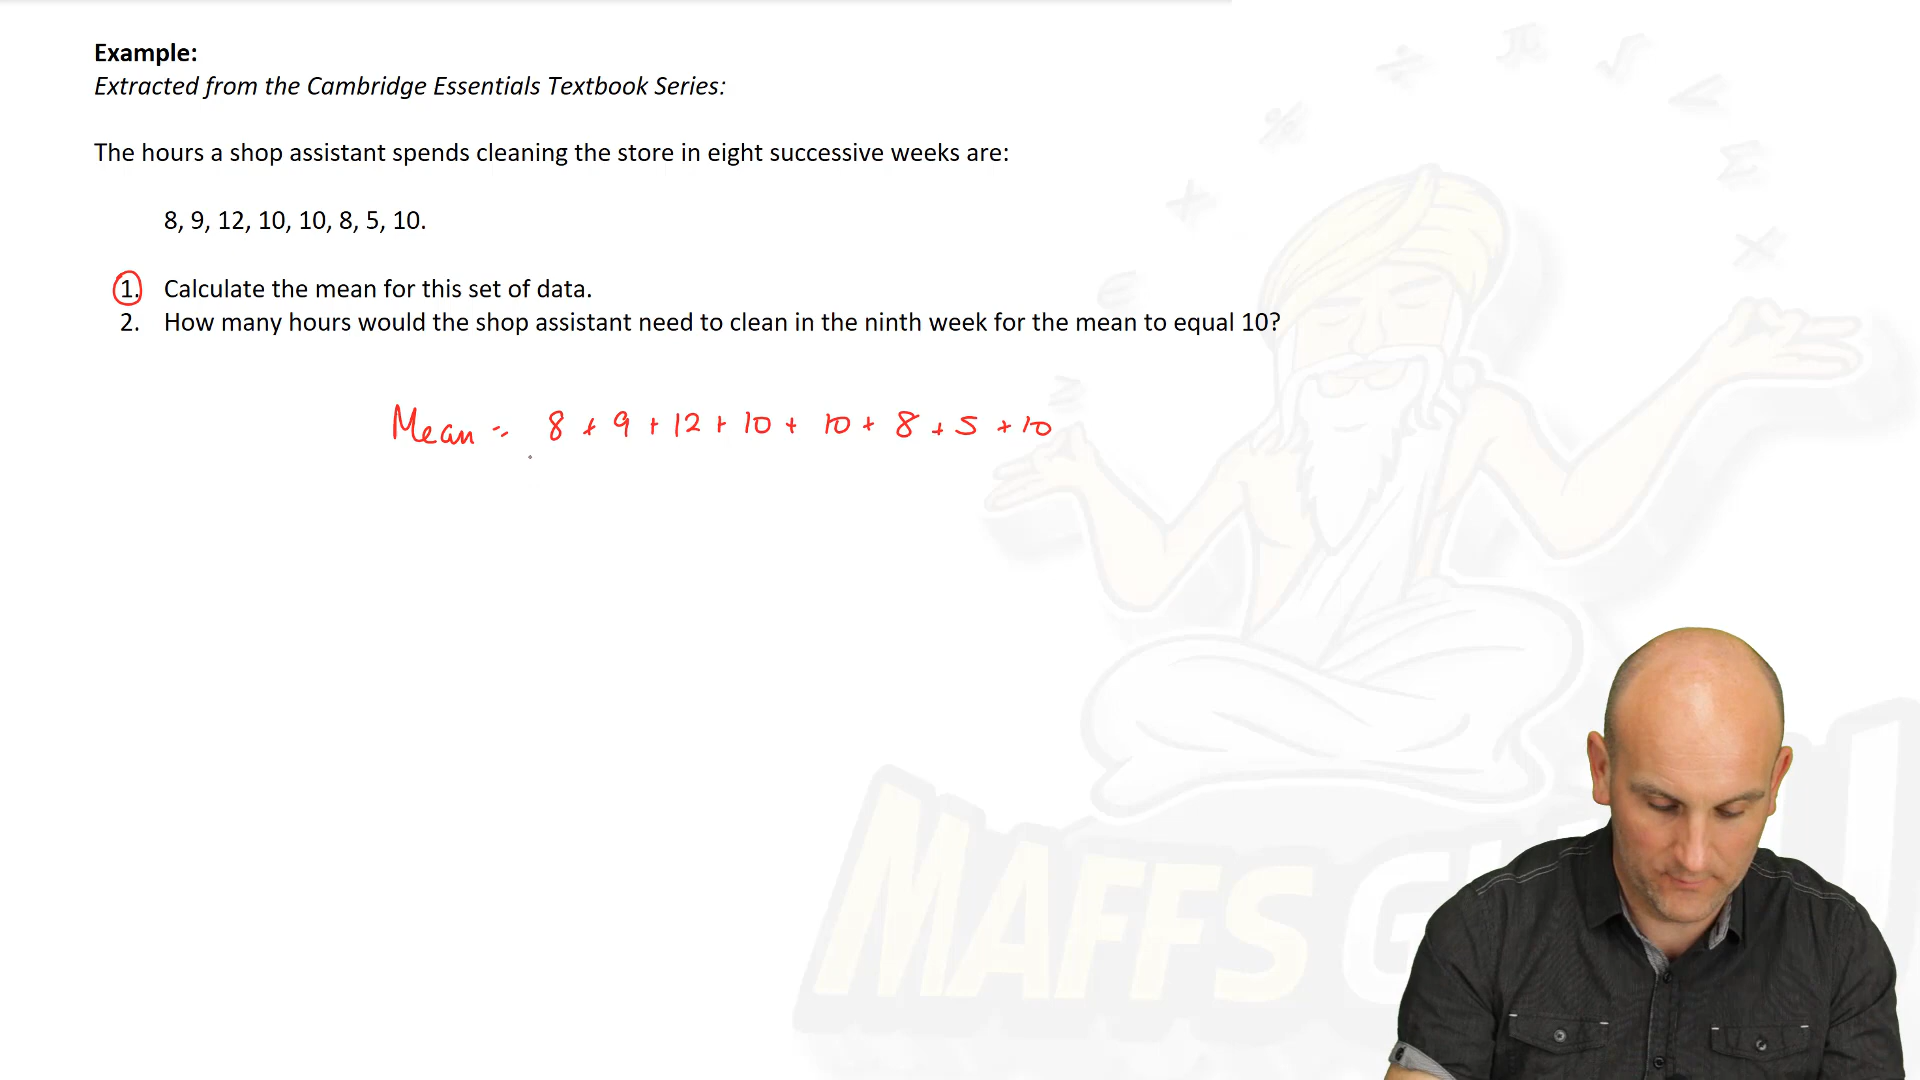 Example:
Extracted from the Cambridge Essentials Textbook Series:
The hours a shop assistant spends cleaning the store in eight successive weeks are:
8, 9, 12, 10, 10, 8, 5, 10.
1. Calculate the mean for this set of data.
2. How many hours would the shop assistant need to clean in the ninth week for the mean to equal 10?
Mean = 8 + 9 + 12 + 10 + 10 + 8 + 5 + 10
MAFFS G